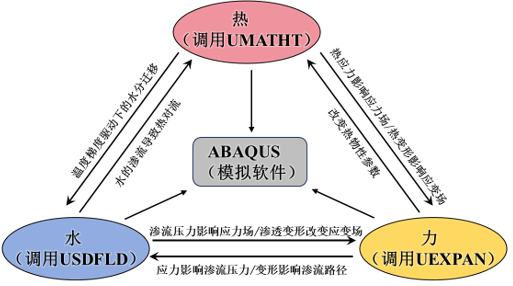 热
（调用UMATHT）
温度梯度驱动下的水分迁移
水的渗流导致热对流
热应力影响应力场/热变形影响应变场
改变热物性参数
ABAQUS
（模拟软件）
水
（调用USDFLD）
渗流压力影响应力场/渗透变形改变应变场
应力影响渗流压力/变形影响渗流路径
力
（调用UEXPAN）